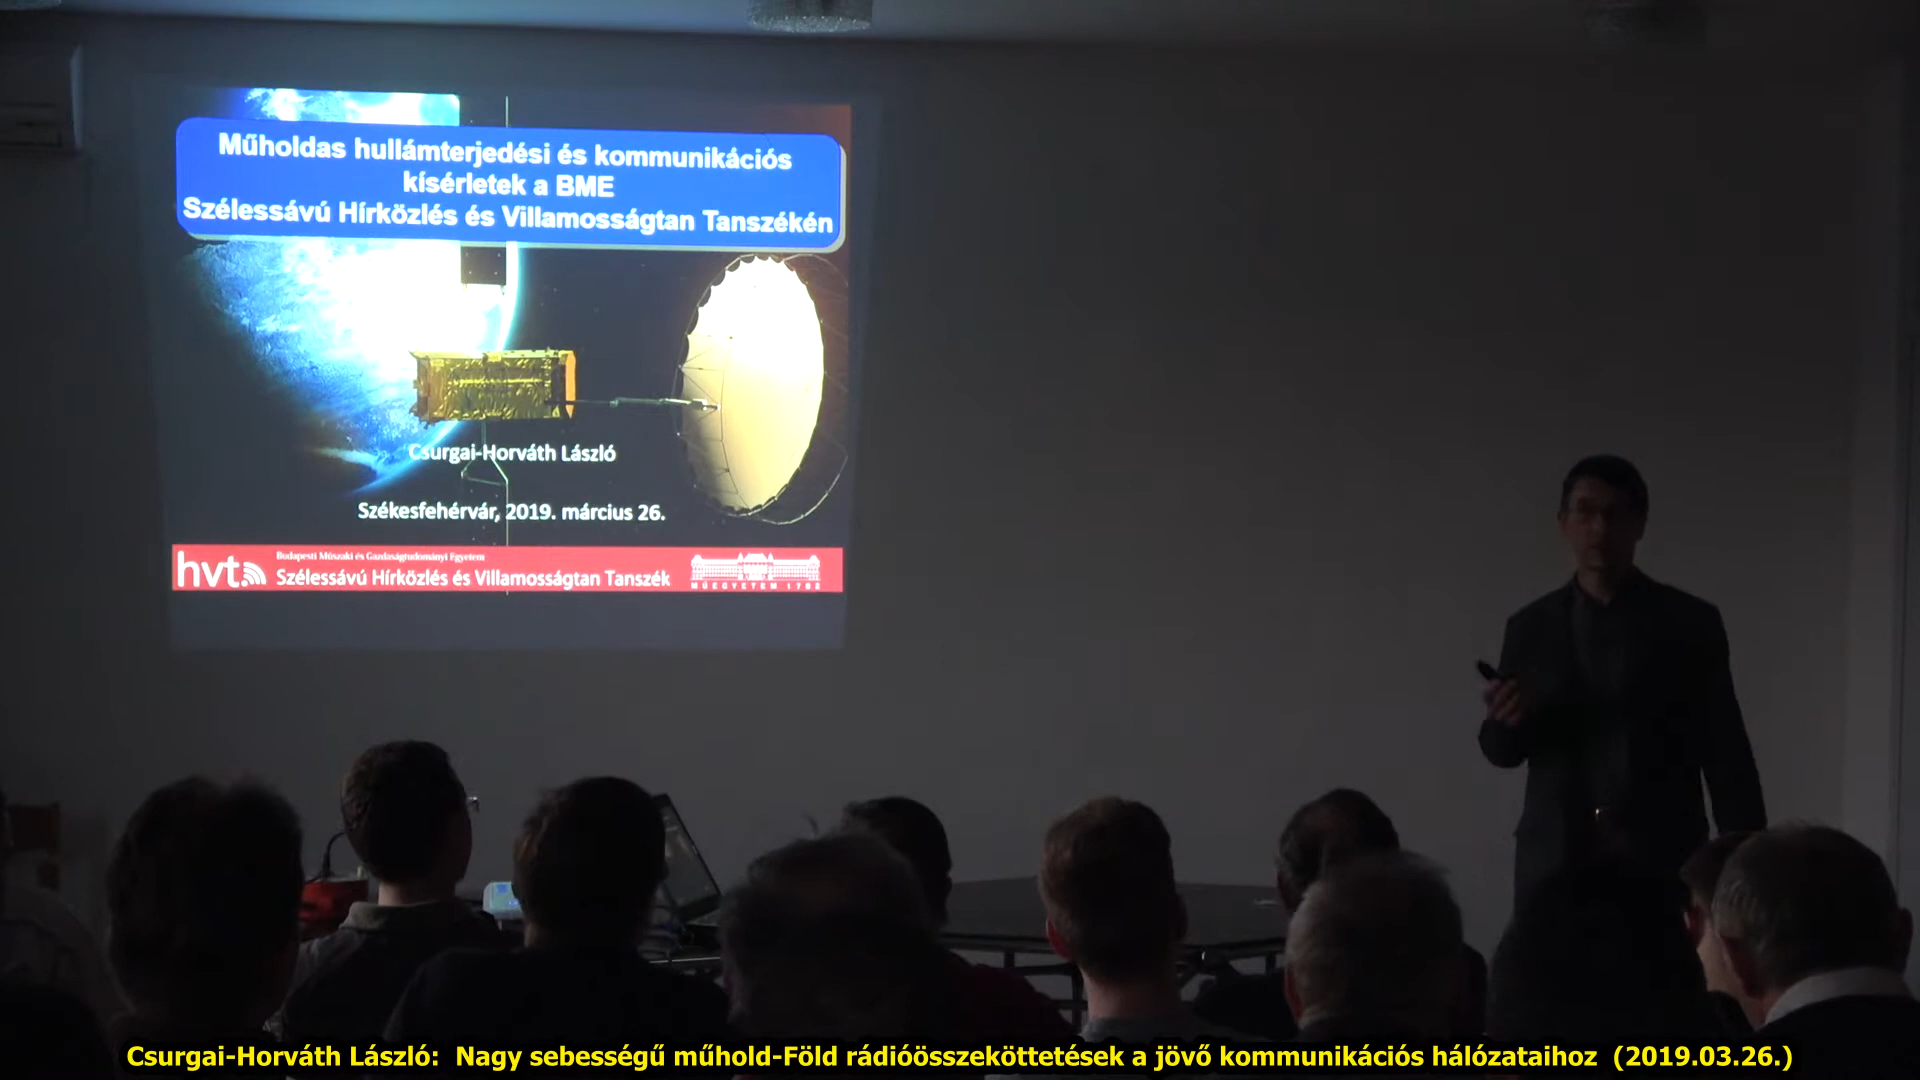 Műholdas hullámterjedési és kommunikációs
kísérletek a BME
Szélessávú Hírközlés és Villamosságtan Tanszékén
Csurgai-Horváth László
Székesfehérvár, 2019. március 26.
hvt
Budapesti Műszaki és Gazdaságtudományi Egyetem
Szélessávú Hírközlés és Villamosságtan Tanszék
MŰEGYETEM 1782
Csurgai-Horváth László: Nagy sebességű műhold-Föld rádióösszeköttetések a jövő kommunikációs hálózataihoz (2019.03.26.)